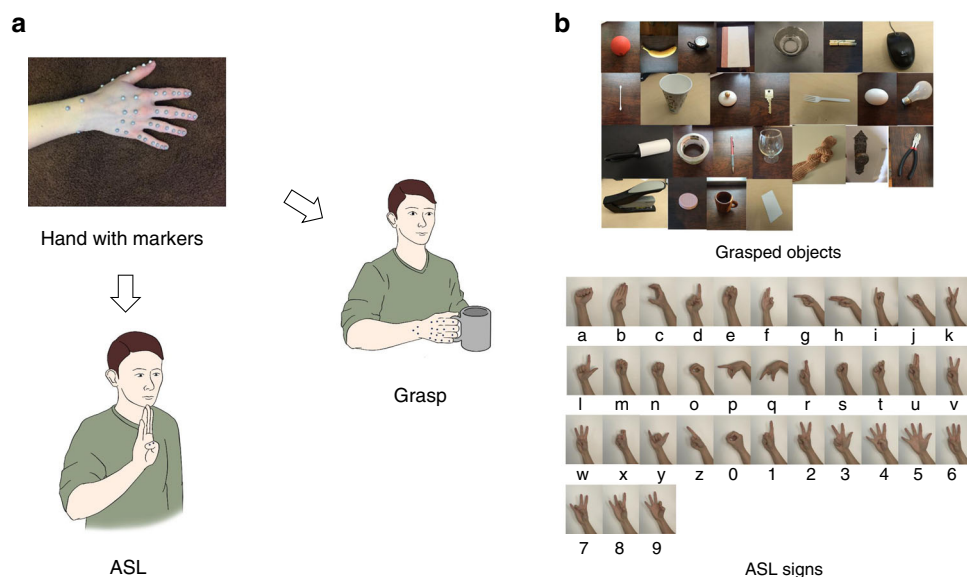 a
Hand with markers
Grasp
ASL
b
Grasped objects
a b c d e f g h i j k
l m n o p q r s t u v
w x y z 0 1 2 3 4 5 6
7 8 9
ASL signs